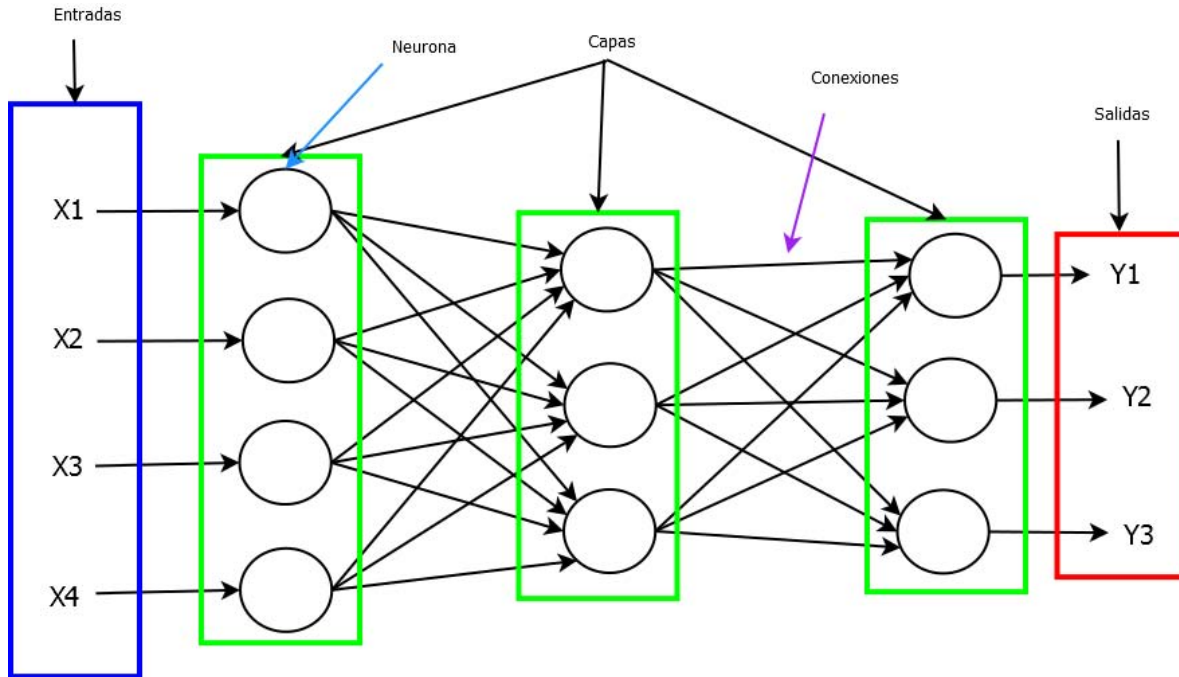 Entradas
Neurona
Capas
Conexiones
Salidas
X1
X2
X3
X4
Y1
Y2
Y3